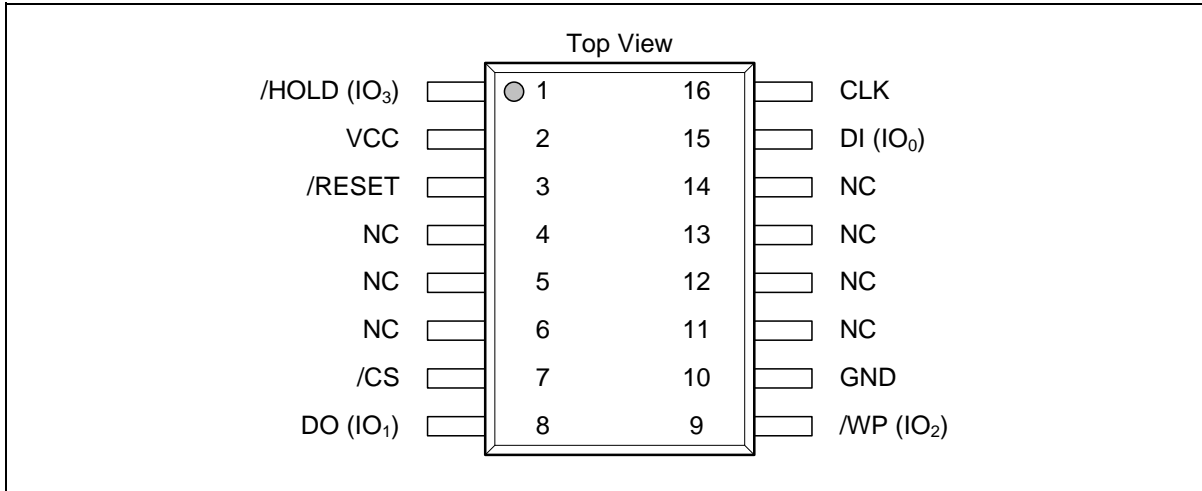 Top View
/HOLD (IO₃) 1 16 CLK
VCC 2 15 DI (IO₀)
/RESET 3 14 NC
NC 4 13 NC
NC 5 12 NC
NC 6 11 NC
/CS 7 10 GND
DO (IO₁) 8 9 /WP (IO₂)